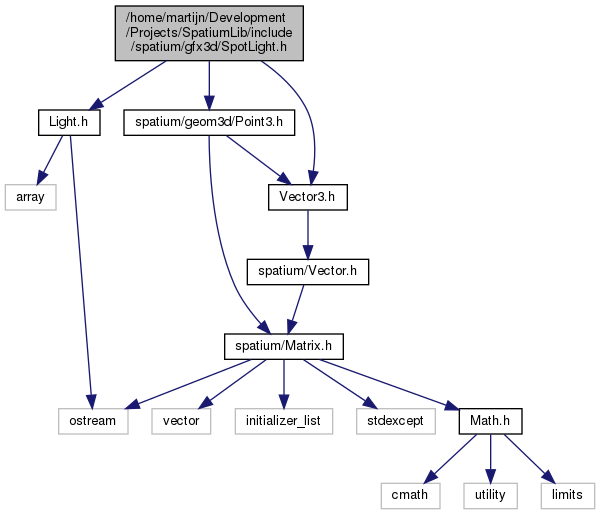 /home/martijn/Development
/Projects/SpatiumLib/include
/spatium/gfx3d/SpotLight.h
Light.h
spatium/geom3d/Point3.h
array
Vector3.h
spatium/Vector.h
spatium/Matrix.h
ostream
vector
initializer_list
stdexcept
Math.h
cmath
utility
limits